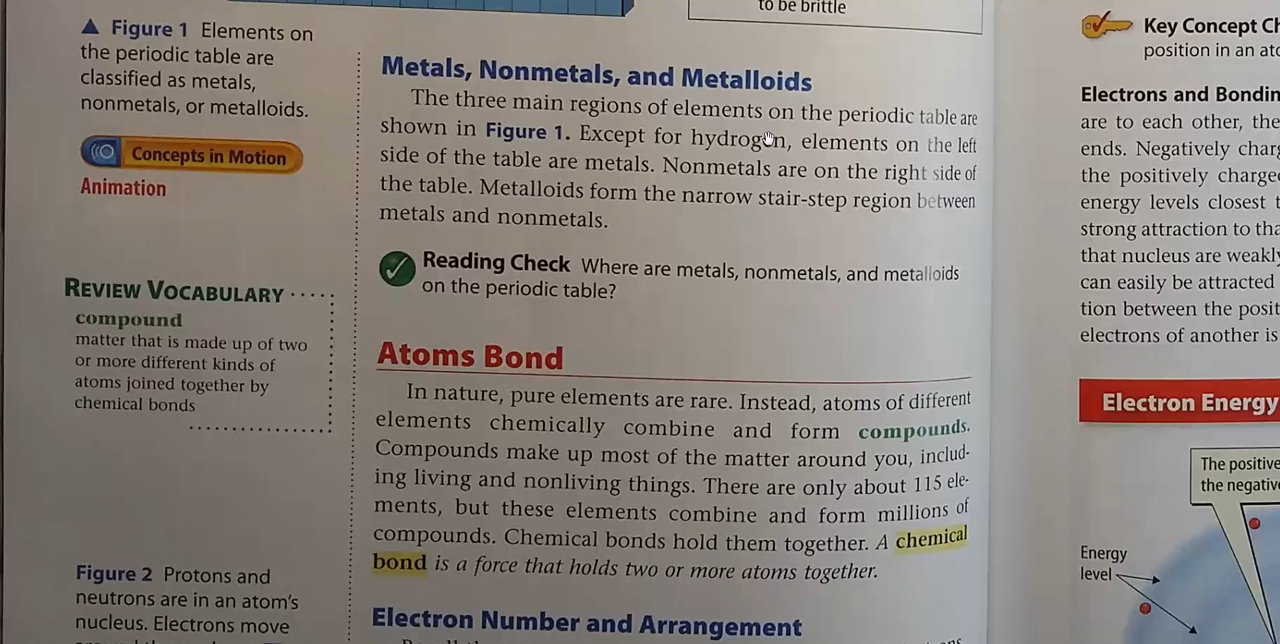 to be brittle
▲ Figure 1 Elements on
the periodic table are
classified as metals,
nonmetals, or metalloids.
Concepts in Motion
Animation
REVIEW VOCABULARY
compound
matter that is made up of two
or more different kinds of
atoms joined together by
chemical bonds
Figure 2 Protons and
neutrons are in an atom's
nucleus. Electrons move
Metals, Nonmetals, and Metalloids
The three main regions of elements on the periodic table are
shown in Figure 1. Except for hydrogen, elements on the left
side of the table are metals. Nonmetals are on the right side of
the table. Metalloids form the narrow stair-step region between
metals and nonmetals.
Reading Check Where are metals, nonmetals, and metalloids
on the periodic table?
Atoms Bond
In nature, pure elements are rare. Instead, atoms of different
elements chemically combine and form compounds.
Compounds make up most of the matter around you, includ-
ing living and nonliving things. There are only about 115 ele-
ments, but these elements combine and form millions of
compounds. Chemical bonds hold them together. A chemical
bond is a force that holds two or more atoms together.
Electron Number and Arrangement
Key Concept
position in an
Electrons and
are to each other, the
ends. Negatively
the positively
energy levels closest
strong attraction to
that nucleus are
can easily be attracted
tion between the
electrons of another is
Electron Energy
The positive
the
Energy
level